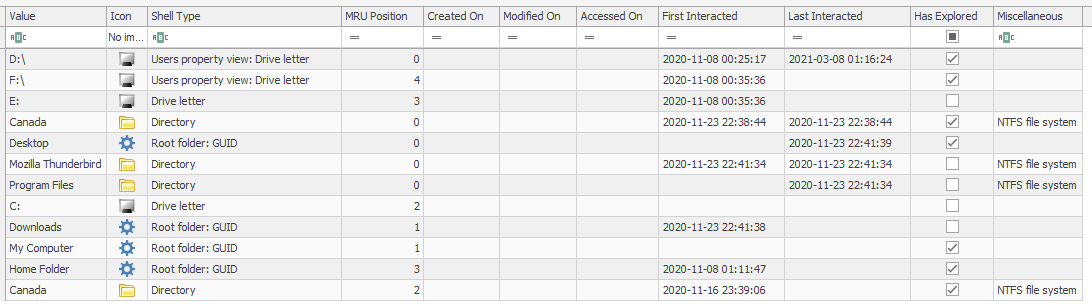 Value Icon Shell Type MRU Position Created On Modified On Accessed On First Interacted Last Interacted Has Explored Miscellaneous
ABC No im... ABC = = = = = = ABC
D:\ Users property view: Drive letter 0 2020-11-08 00:25:17 2021-03-08 01:16:24
F:\ Users property view: Drive letter 4 2020-11-08 00:35:36
E: Drive letter 3 2020-11-08 00:35:36
Canada Directory 0 2020-11-23 22:38:44 2020-11-23 22:38:44 NTFS file system
Desktop Root folder: GUID 0 2020-11-23 22:41:39
Mozilla Thunderbird Directory 0 2020-11-23 22:41:34 2020-11-23 22:41:34 NTFS file system
Program Files Directory 0 2020-11-23 22:41:34 NTFS file system
C: Drive letter 2
Downloads Root folder: GUID 1 2020-11-23 22:41:38
My Computer Root folder: GUID 1
Home Folder Root folder: GUID 3 2020-11-08 01:11:47
Canada Directory 2 2020-11-16 23:39:06 NTFS file system